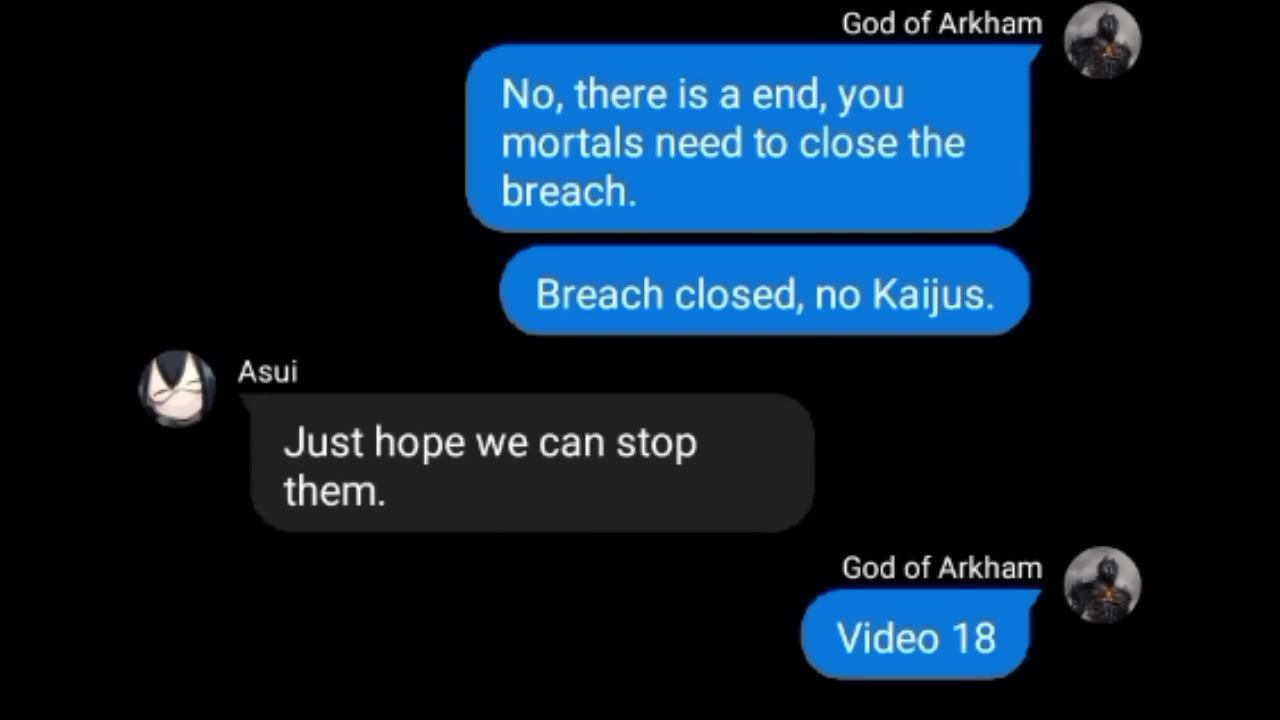 God of Arkham
No, there is a end, you
mortals need to close the
breach.
Breach closed, no Kaijus.
Asui
Just hope we can stop
them.
God of Arkham
Video 18